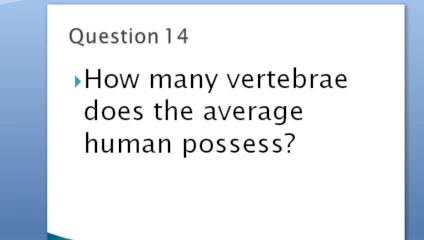 Question 14
How many vertebrae
does the average
human possess?